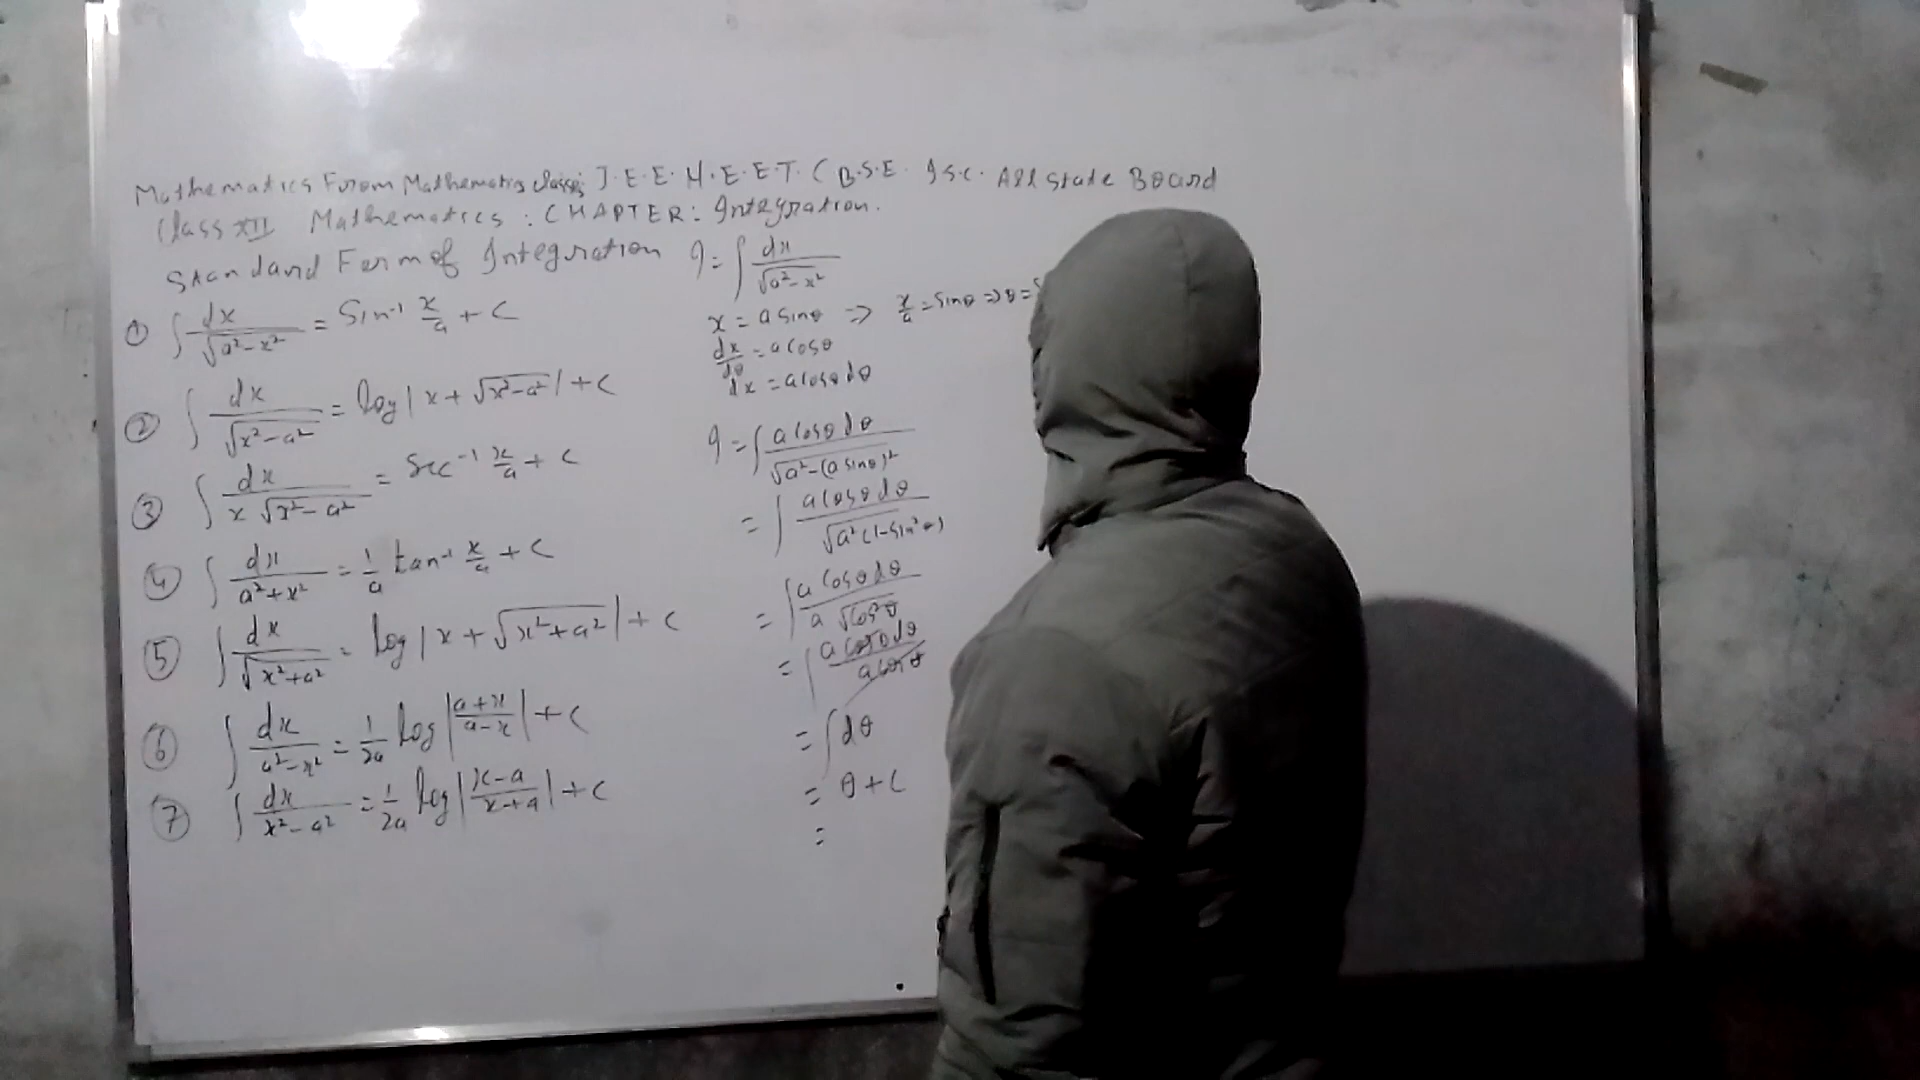 Mathematics From Mathematics classes J.E.E. N.E.E.T. C B.S.E. I.S.C. All State Board
Class XII Mathematics : CHAPTER : Integration.
Standard Form of Integration
① ∫ dx/√(a²-x²) = Sin⁻¹ x/a + C
② ∫ dx/√(x²-a²) = log|x+√(x²-a²)|+C
③ ∫ dx/(x√(x²-a²)) = Sec⁻¹ x/a + C
④ ∫ dx/(a²+x²) = 1/a tan⁻¹ x/a + C
⑤ ∫ dx/√(x²+a²) = log|x+√(x²+a²)|+C
⑥ ∫ dx/(a²-x²) = 1/2a log|(a+x)/(a-x)|+C
⑦ ∫ dx/(x²-a²) = 1/2a log|(x-a)/(x+a)|+C
I = ∫ dx/√(a²-x²)
x = a sinθ ⇒ x/a = sinθ ⇒ θ =
dx/dθ = a cosθ
dx = a cosθ dθ
I = ∫ a cosθ dθ/√(a²-(a sinθ)²)
= ∫ a cosθ dθ/√(a²(1-sin²θ))
= ∫ a cosθ dθ/(a√(cos²θ))
= ∫ a cosθ dθ/(a cosθ)
= ∫ dθ
= θ + C
=